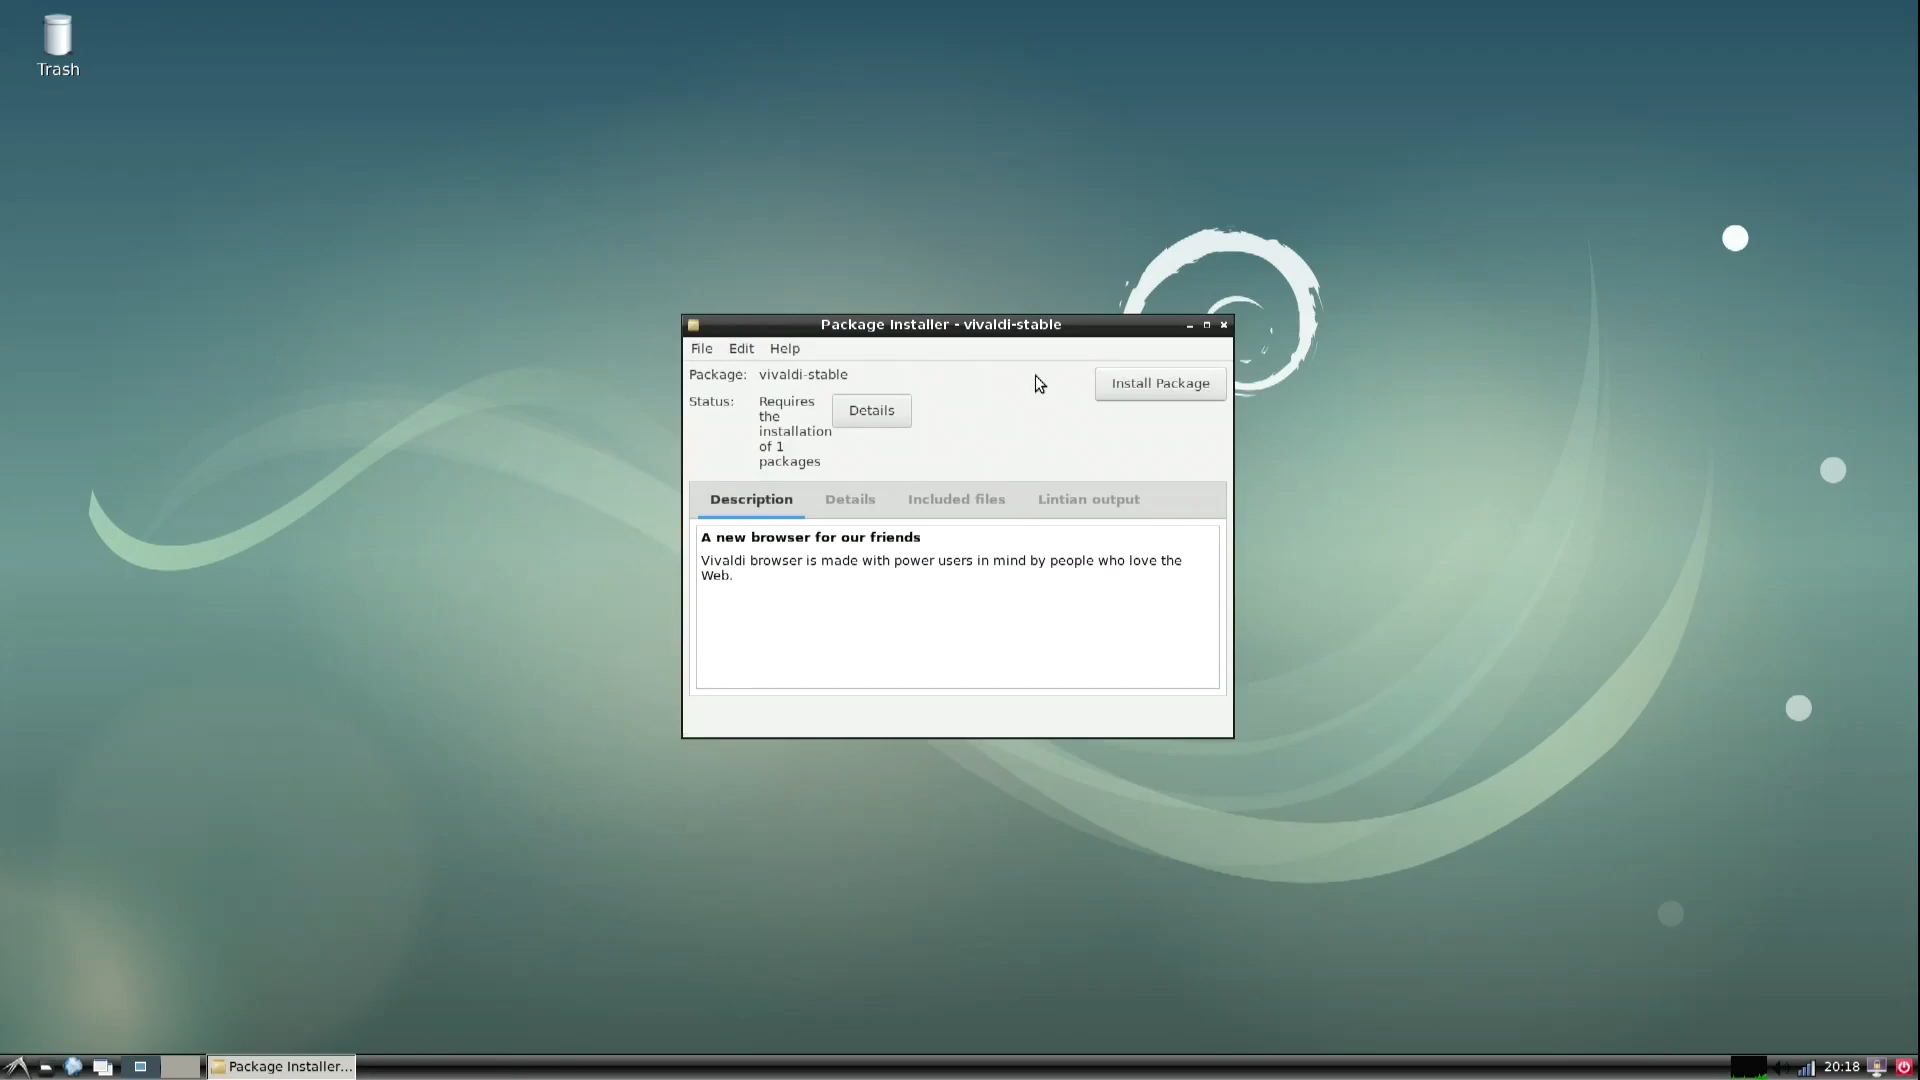 Trash
Package Installer - vivaldi-stable
File Edit Help
Package: vivaldi-stable
Install Package
Status: Requires
the
installation
of 1
packages
Details
Description Details Included files Lintian output
A new browser for our friends
Vivaldi browser is made with power users in mind by people who love the
Web.
Package Installer...
20:18